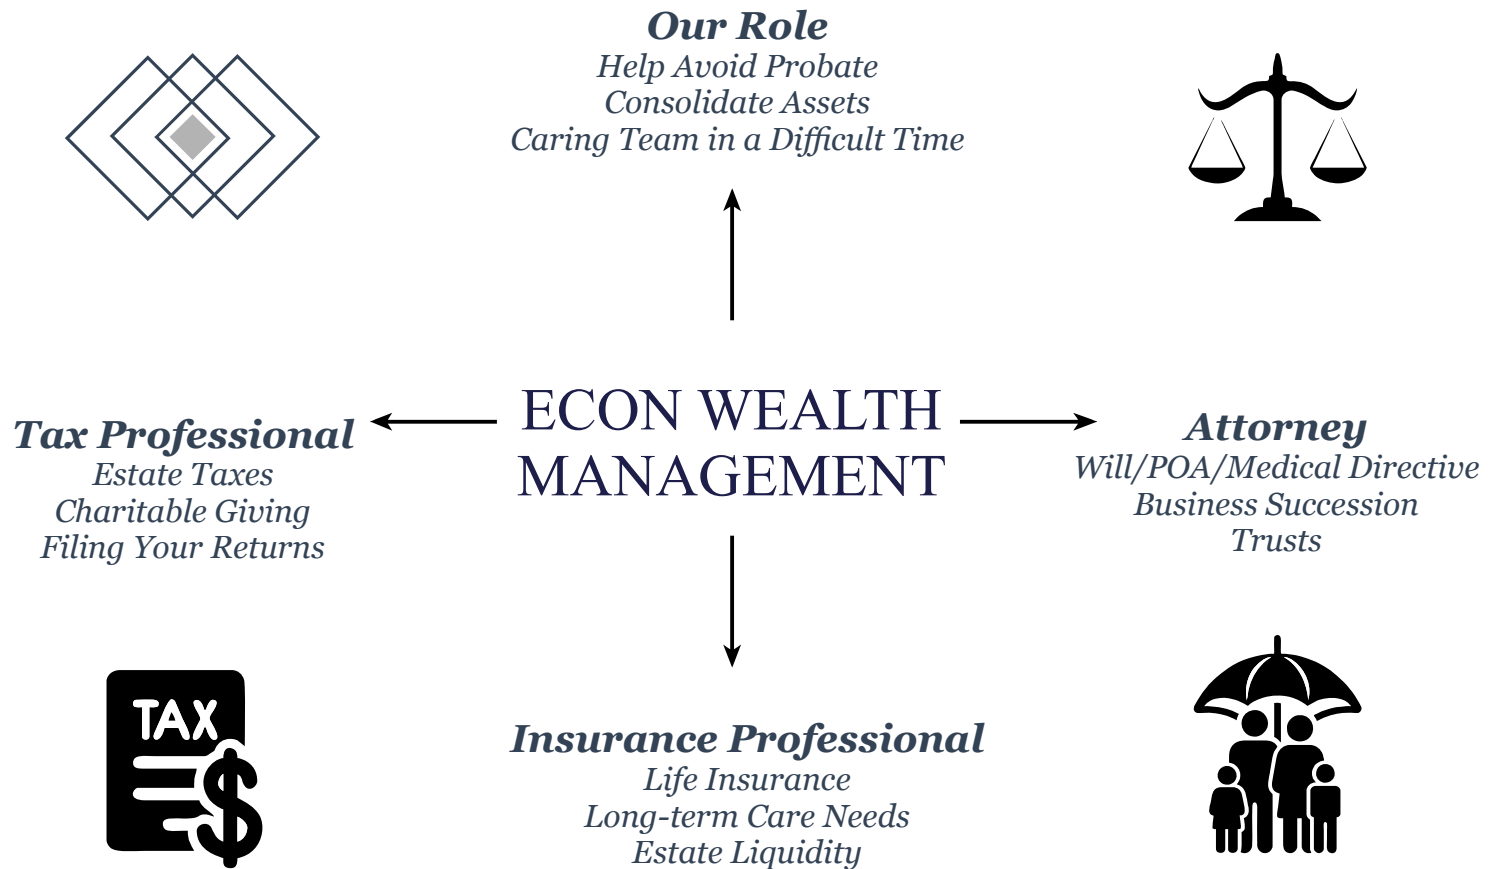 Our Role
Help Avoid Probate
Consolidate Assets
Caring Team in a Difficult Time
ECON WEALTH
MANAGEMENT
Tax Professional
Estate Taxes
Charitable Giving
Filing Your Returns
Attorney
Will/POA/Medical Directive
Business Succession
Trusts
TAX
$
Insurance Professional
Life Insurance
Long-term Care Needs
Estate Liquidity